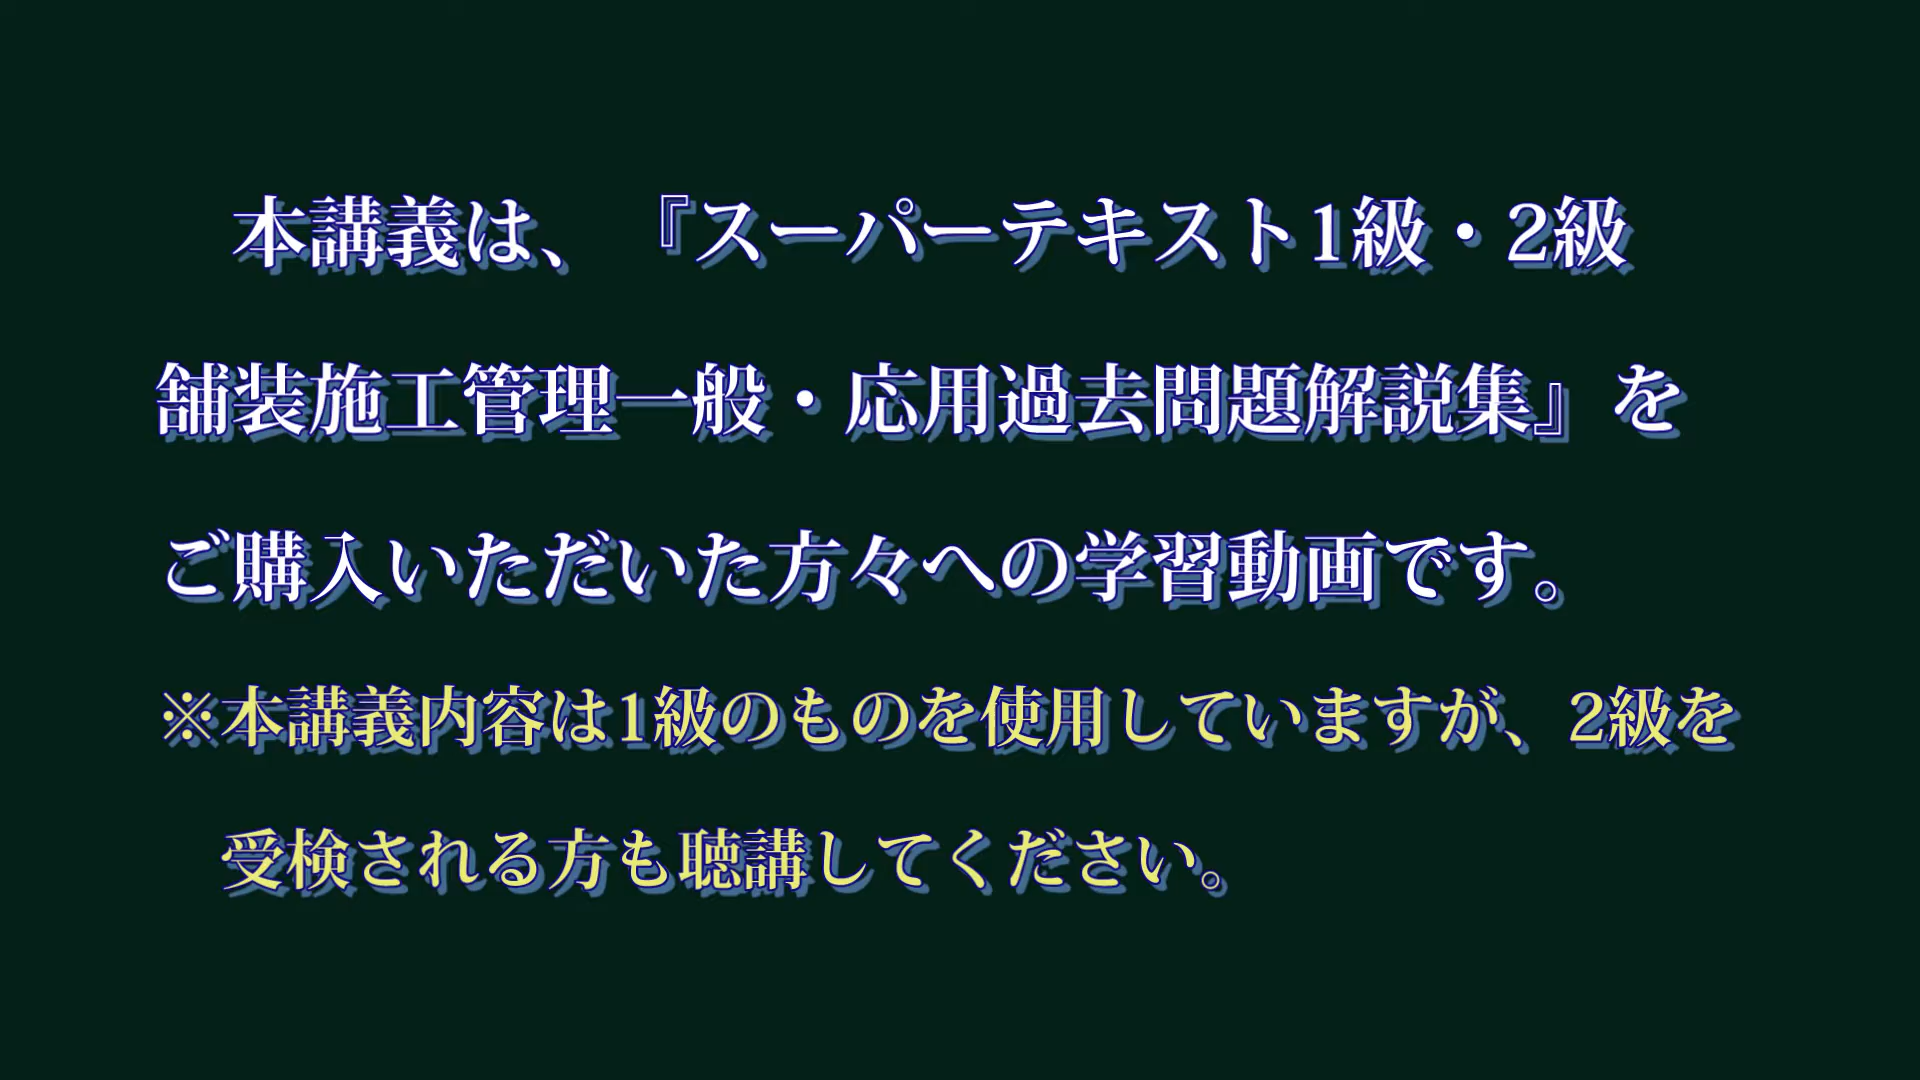 本講義は、『スーパーテキスト1級・2級
舗装施工管理一般・応用過去問題解説集』を
ご購入いただいた方々への学習動画です。
※本講義内容は1級のものを使用していますが、2級を
受検される方も聴講してください。